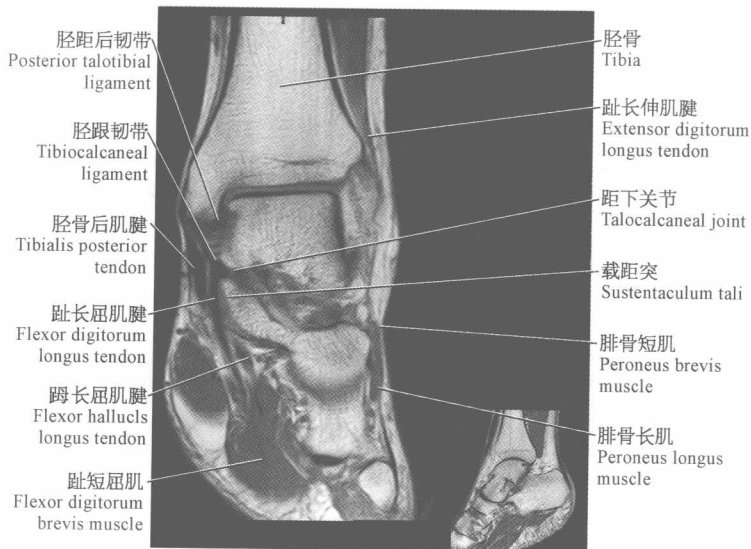 胫距后韧带
Posterior talotibial
ligament
胫跟韧带
Tibiocalcaneal
ligament
胫骨后肌腱
Tibialis posterior
tendon
趾长屈肌腱
Flexor digitorum
longus tendon
𧿹长屈肌腱
Flexor hallucls
longus tendon
趾短屈肌
Flexor digitorum
brevis muscle
胫骨
Tibia
趾长伸肌腱
Extensor digitorum
longus tendon
距下关节
Talocalcaneal joint
载距突
Sustentaculum tali
腓骨短肌
Peroneus brevis
muscle
腓骨长肌
Peroneus longus
muscle